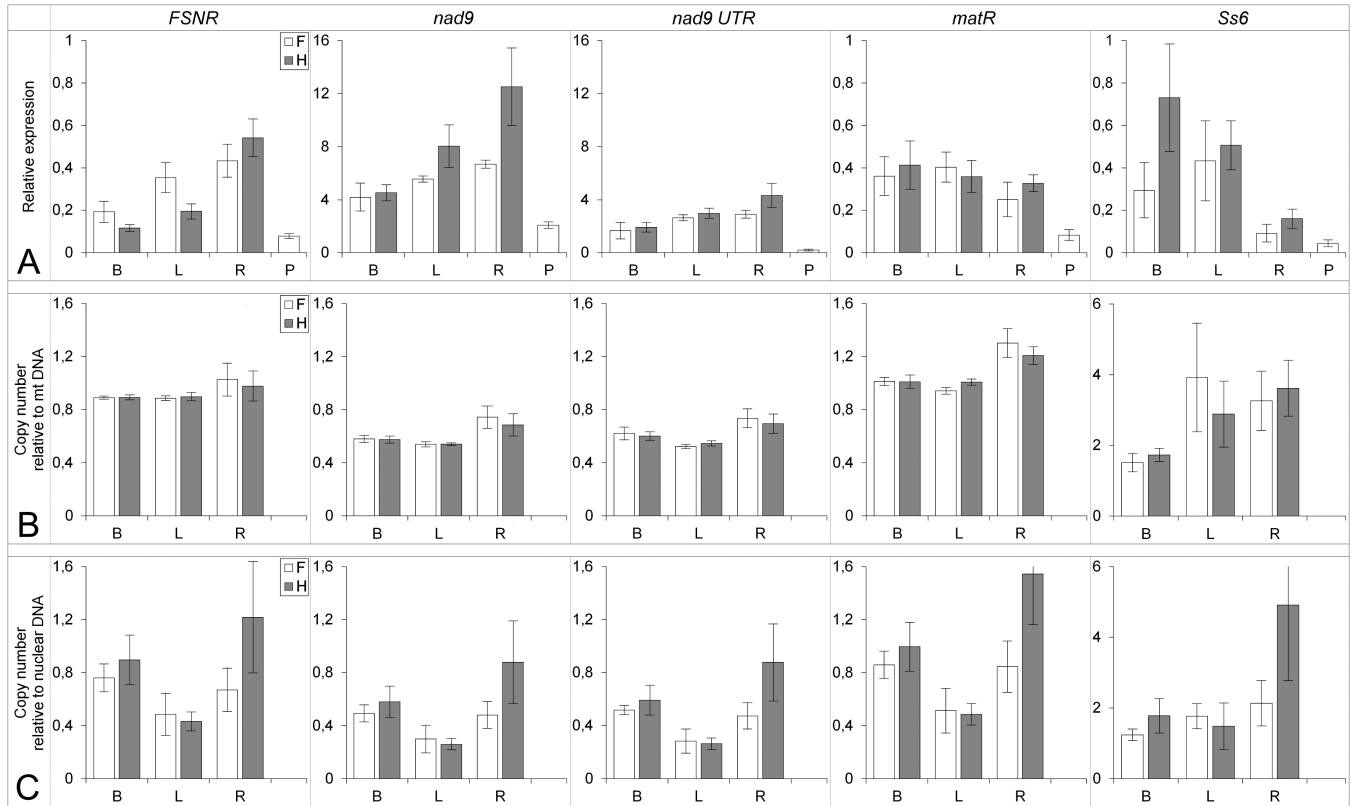 FSNR nad9 nad9 UTR matR Ss6
A
Relative expression
F
H
1
0,8
0,6
0,4
0,2
0
B L R P
16
12
8
4
0
B L R P
16
12
8
4
0
B L R P
1
0,8
0,6
0,4
0,2
0
B L R P
1
0,8
0,6
0,4
0,2
0
B L R P
B
Copy number
relative to mt DNA
F
H
1,6
1,2
0,8
0,4
0
B L R
1,6
1,2
0,8
0,4
0
B L R
1,6
1,2
0,8
0,4
0
B L R
1,6
1,2
0,8
0,4
0
B L R
6
4
2
0
B L R
C
Copy number
relative to nuclear DNA
F
H
1,6
1,2
0,8
0,4
0
B L R
1,6
1,2
0,8
0,4
0
B L R
1,6
1,2
0,8
0,4
0
B L R
1,6
1,2
0,8
0,4
0
B L R
6
4
2
0
B L R